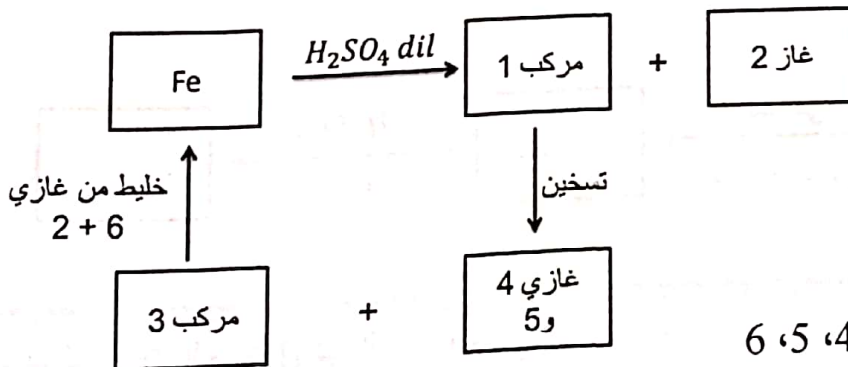 Fe
H₂SO₄ dil
مركب 1
+
غاز 2
خليط من غازي
2 + 6
تسخين
مركب 3
+
غازي 4
و5
4، 5، 6